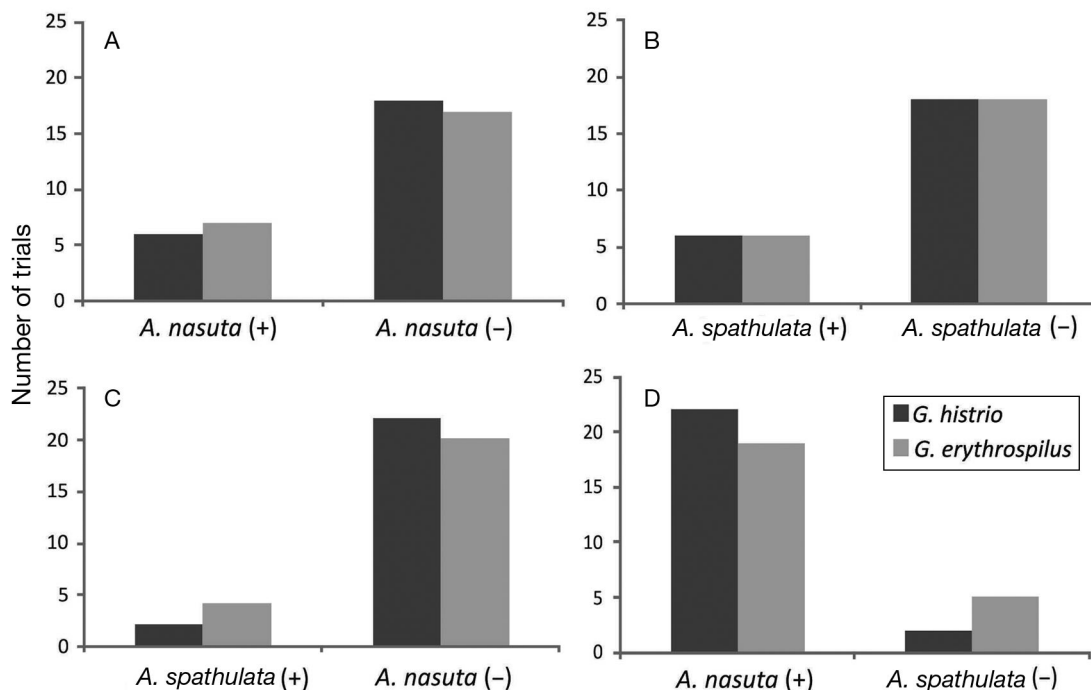 Number of trials
A
25
20
15
10
5
0
A. nasuta (+)
A. nasuta (−)
B
25
20
15
10
5
0
A. spathulata (+)
A. spathulata (−)
C
25
20
15
10
5
0
A. spathulata (+)
A. nasuta (−)
D
25
20
15
10
5
0
A. nasuta (+)
A. spathulata (−)
G. histrio
G. erythrospilus